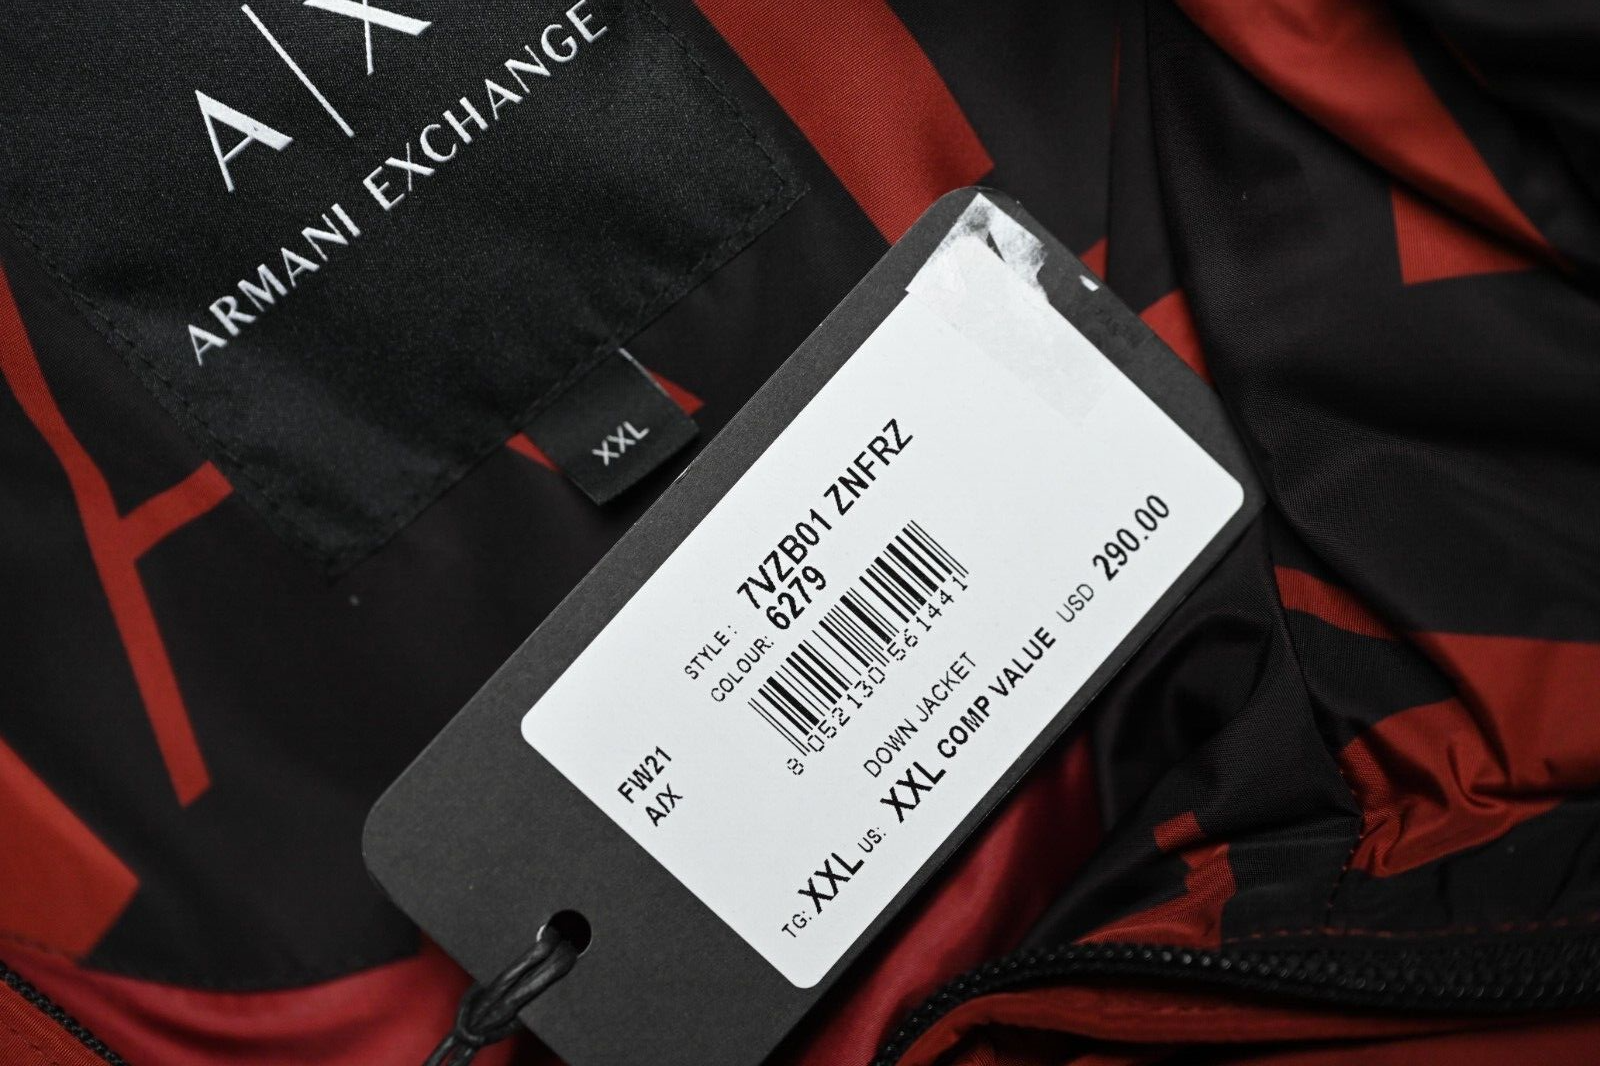 A|X
ARMANI EXCHANGE
XXL
STYLE: 7VZB01 ZNFRZ
COLOUR: 6279
8 052130 561441
FW21
A/X
DOWN JACKET
TG: XXL US: XXL COMP VALUE USD 290.00